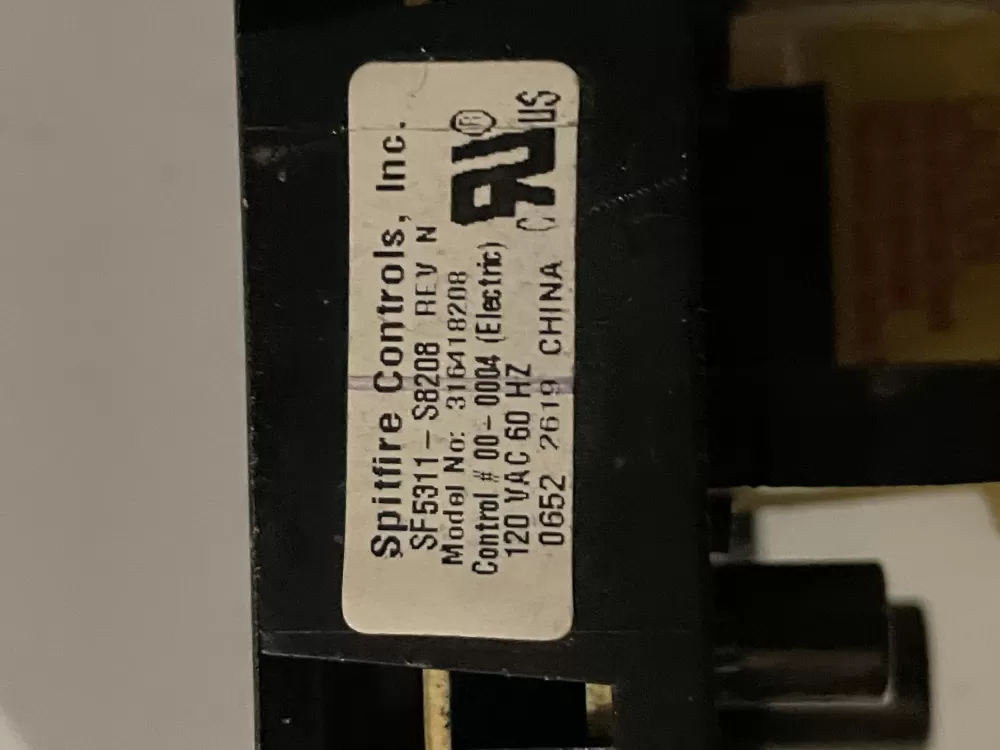 Spitfire Controls, Inc.
SF5311-S8208 REV N
Model No: 316418208
Control # 00-0004 (Electric)
120 VAC 60 HZ
0652 2619 CHINA
C RU US